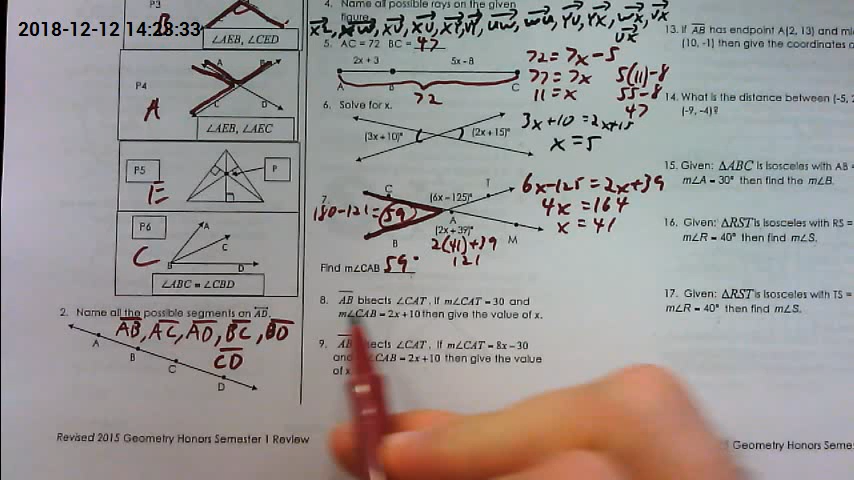 2018-12-12 14:28:33
P3
B
∠AEB, ∠CED
P4
A
A
B
C
D
∠AEB, ∠AEC
P5
E
P
P6
C
A
C
B
D
∠ABC = ∠CBD
2. Name all the possible segments on AD.
AB, AC, AD, BC, BD
CD
A
B
C
D
Revised 2015 Geometry Honors Semester 1 Review
4. Name all possible rays on the given
figure.
5. AC = 72 BC = 47
2x + 3
5x - 8
A
B
C
72
72 = 7x - 5
77 = 7x
11 = x
5(11) - 8
55 - 8
47
6. Solve for x.
(3x + 10)°
(2x + 15)°
3x + 10 = 2x + 15
x = 5
7.
180 - 121 = 59
C
(6x - 125)°
T
A
(2x + 39)°
B
M
2(41) + 39
121
6x - 125 = 2x + 39
4x = 164
x = 41
Find m∠CAB 59°
8. AB bisects ∠CAT. If m∠CAT = 30 and
m∠CAB = 2x + 10 then give the value of x.
9. AB bisects ∠CAT. If m∠CAT = 8x - 30
and ∠CAB = 2x + 10 then give the value
of x
13. If AB has endpoint A(2, 13) and mi
(10, -1) then give the coordinates o
14. What is the distance between (-5,
(-9, -4)?
15. Given: ΔABC is isosceles with AB =
m∠A = 30° then find the m∠B.
16. Given: ΔRST is isosceles with RS =
m∠R = 40° then find m∠S.
17. Given: ΔRST is isosceles with TS =
m∠R = 40° then find m∠S.
Geometry Honors Semes